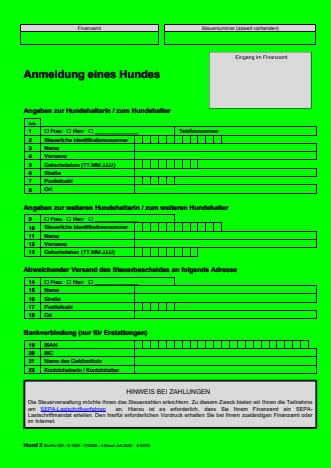 Finanzamt
Steuernummer (soweit vorhanden)
Eingang im Finanzamt
Anmeldung eines Hundes
Angaben zur Hundehalterin / zum Hundehalter
Zeile
1 ☐ Frau ☐ Herr ☐ Telefonnummer:
2 Steuerliche Identifikationsnummer
3 Name
4 Vorname
5 Geburtsdatum (TT.MM.JJJJ)
6 Straße
7 Postleitzahl
8 Ort
Angaben zur weiteren Hundehalterin / zum weiteren Hundehalter
9 ☐ Frau ☐ Herr ☐
10 Steuerliche Identifikationsnummer
11 Name
12 Vorname
13 Geburtsdatum (TT.MM.JJJJ)
Abweichender Versand des Steuerbescheides an folgende Adresse
14 ☐ Frau ☐ Herr ☐
15 Name
16 Straße
17 Postleitzahl
18 Ort
Bankverbindung (nur für Erstattungen)
19 IBAN
20 BIC
21 Name des Geldinstituts
22 Kontoinhaberin / Kontoinhaber
HINWEIS BEI ZAHLUNGEN
Die Steuerverwaltung möchte Ihnen das Steuerzahlen erleichtern. Zu diesem Zweck bieten wir Ihnen die Teilnahme
am SEPA-Lastschriftverfahren an. Hierzu ist es erforderlich, dass Sie Ihrem Finanzamt ein SEPA-
Lastschriftmandat erteilen. Den hierfür erforderlichen Vordruck erhalten Sie bei Ihrem zuständigen Finanzamt oder
im Internet.
Hund 2